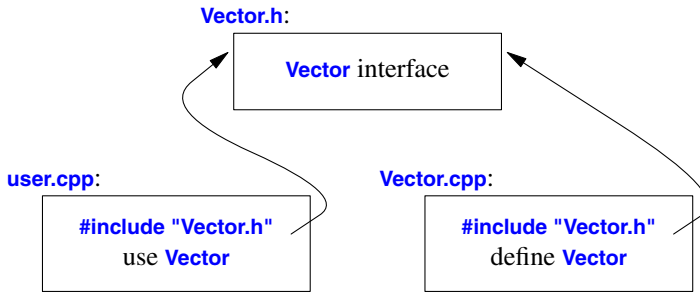 Vector.h:
Vector interface
user.cpp:
Vector.cpp:
#include "Vector.h"
use Vector
#include "Vector.h"
define Vector